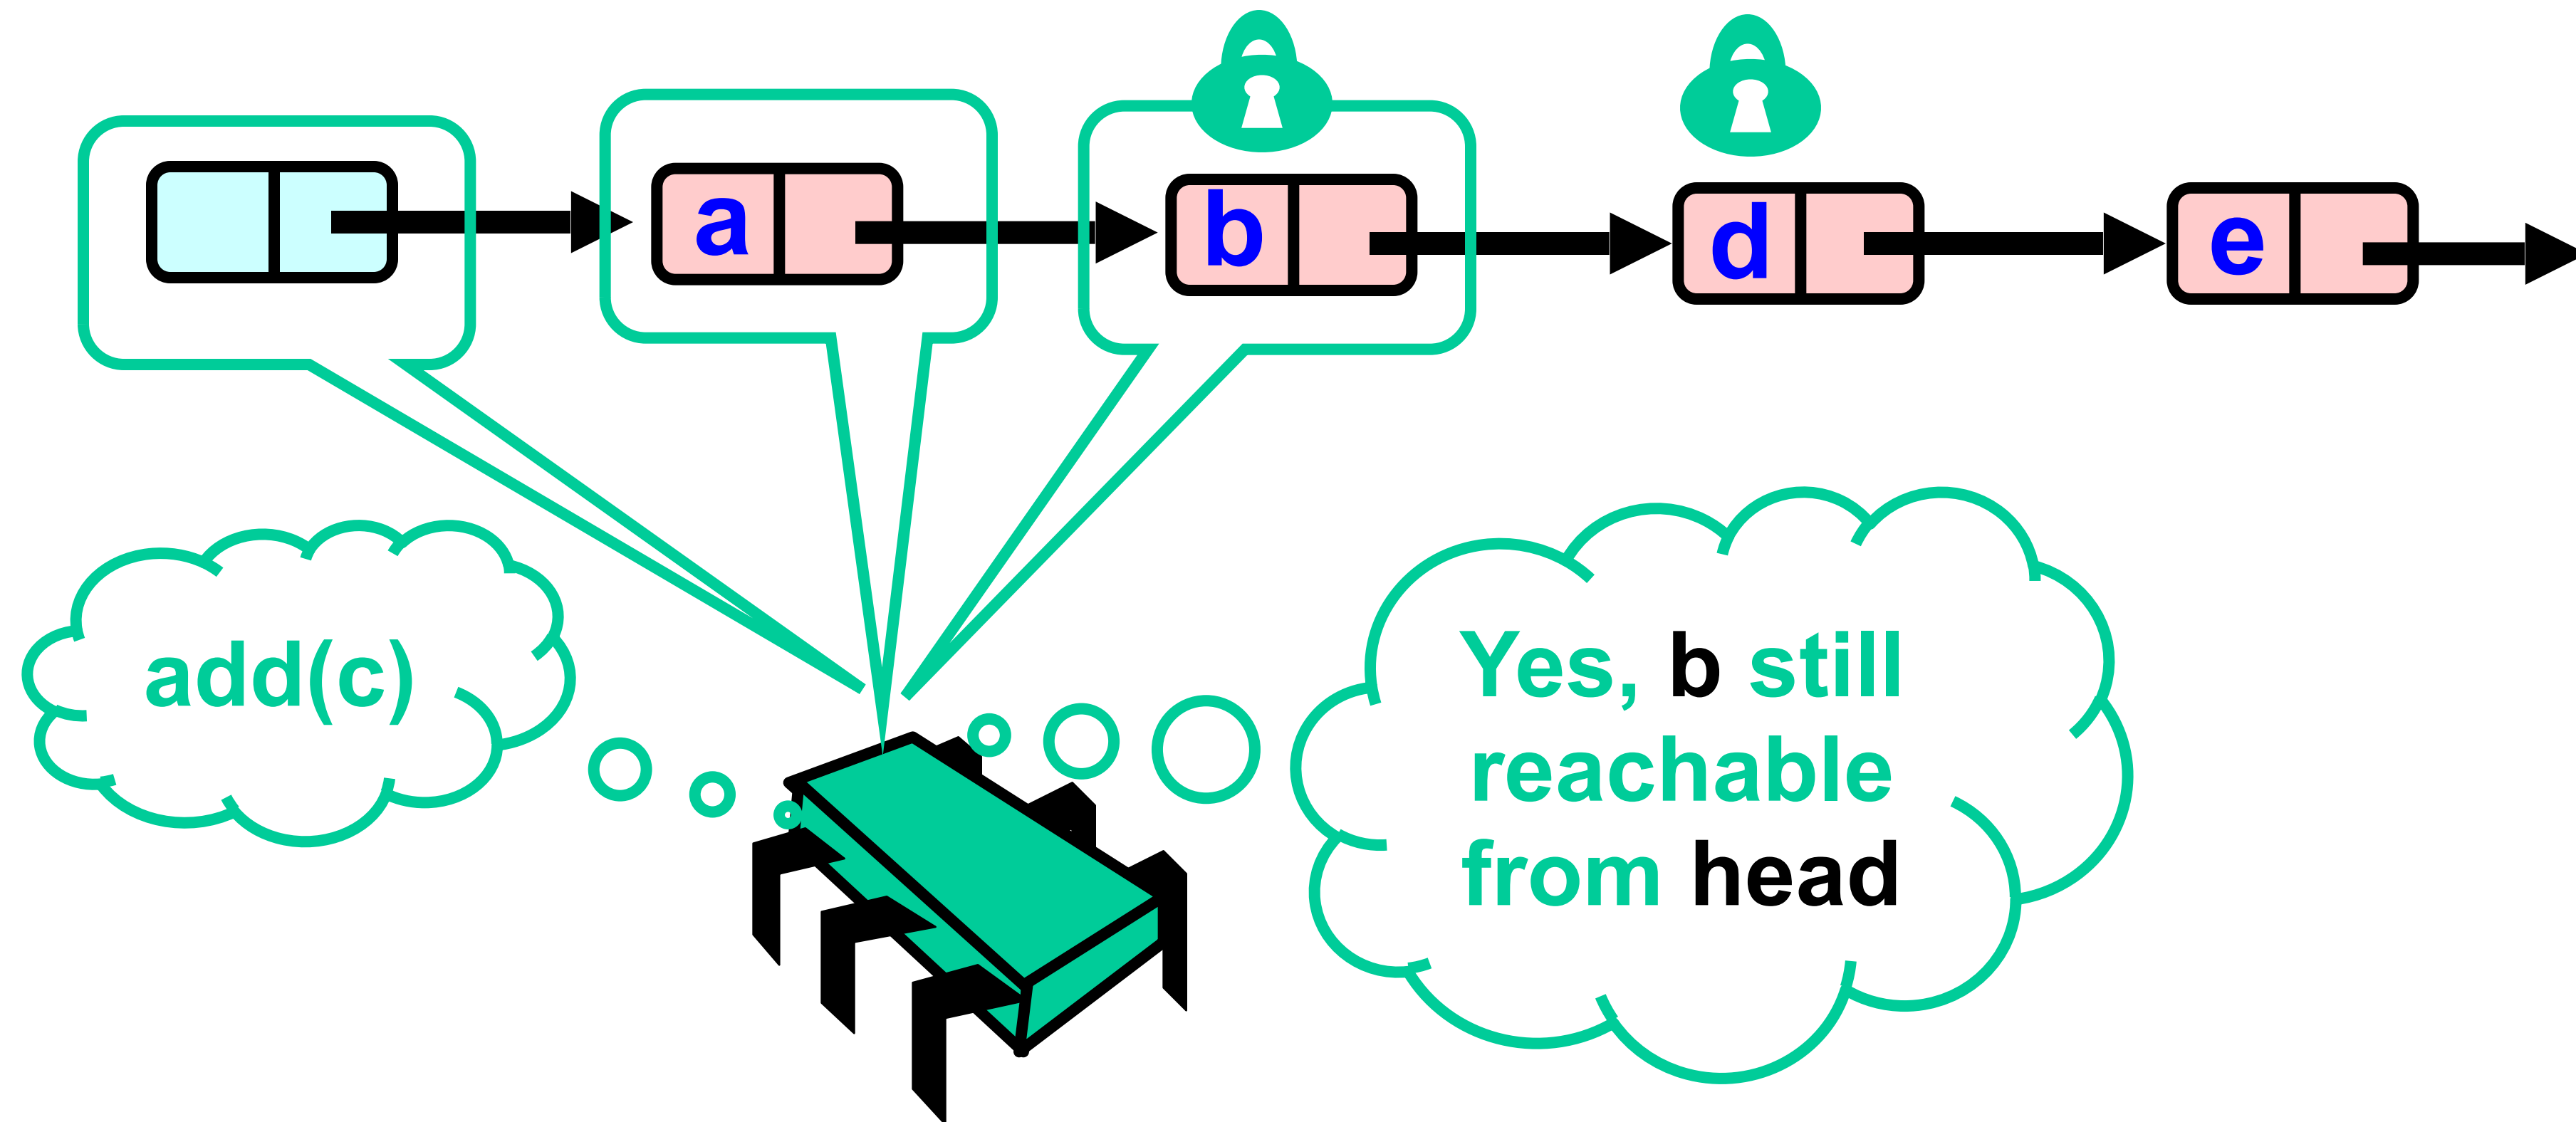 a
b
d
e
add(c)
Yes, b still
reachable
from head